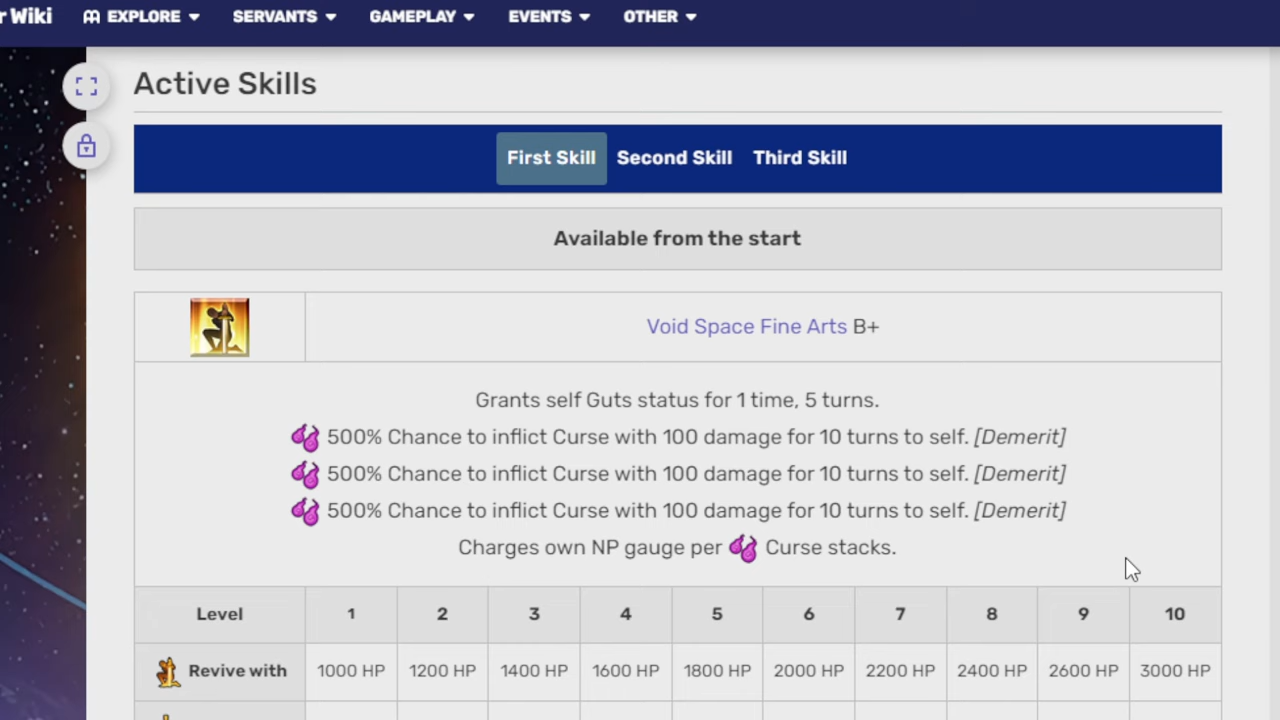 r Wiki EXPLORE SERVANTS GAMEPLAY EVENTS OTHER
Active Skills
First Skill Second Skill Third Skill
Available from the start
Void Space Fine Arts B+
Grants self Guts status for 1 time, 5 turns.
500% Chance to inflict Curse with 100 damage for 10 turns to self. [Demerit]
500% Chance to inflict Curse with 100 damage for 10 turns to self. [Demerit]
500% Chance to inflict Curse with 100 damage for 10 turns to self. [Demerit]
Charges own NP gauge per Curse stacks.
Level 1 2 3 4 5 6 7 8 9 10
Revive with 1000 HP 1200 HP 1400 HP 1600 HP 1800 HP 2000 HP 2200 HP 2400 HP 2600 HP 3000 HP